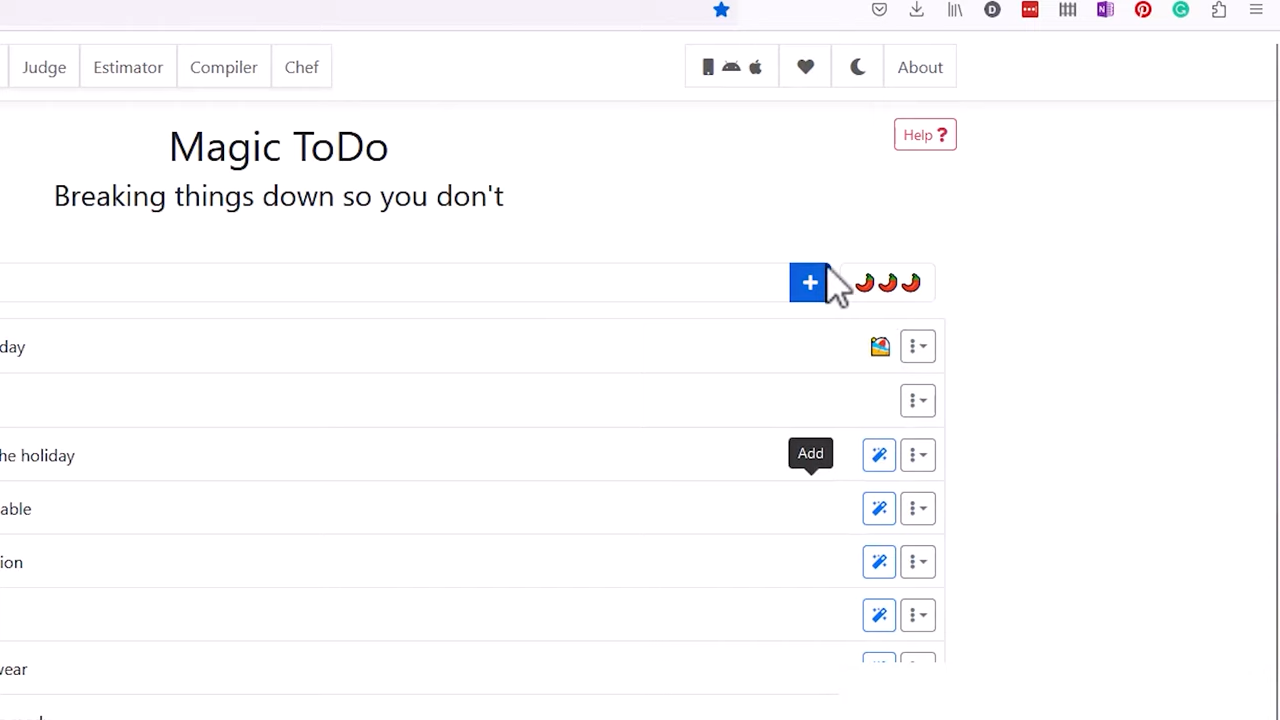 Judge Estimator Compiler Chef About
Help ?
Magic ToDo
Breaking things down so you don't
day
he holiday
Add
able
ion
wear